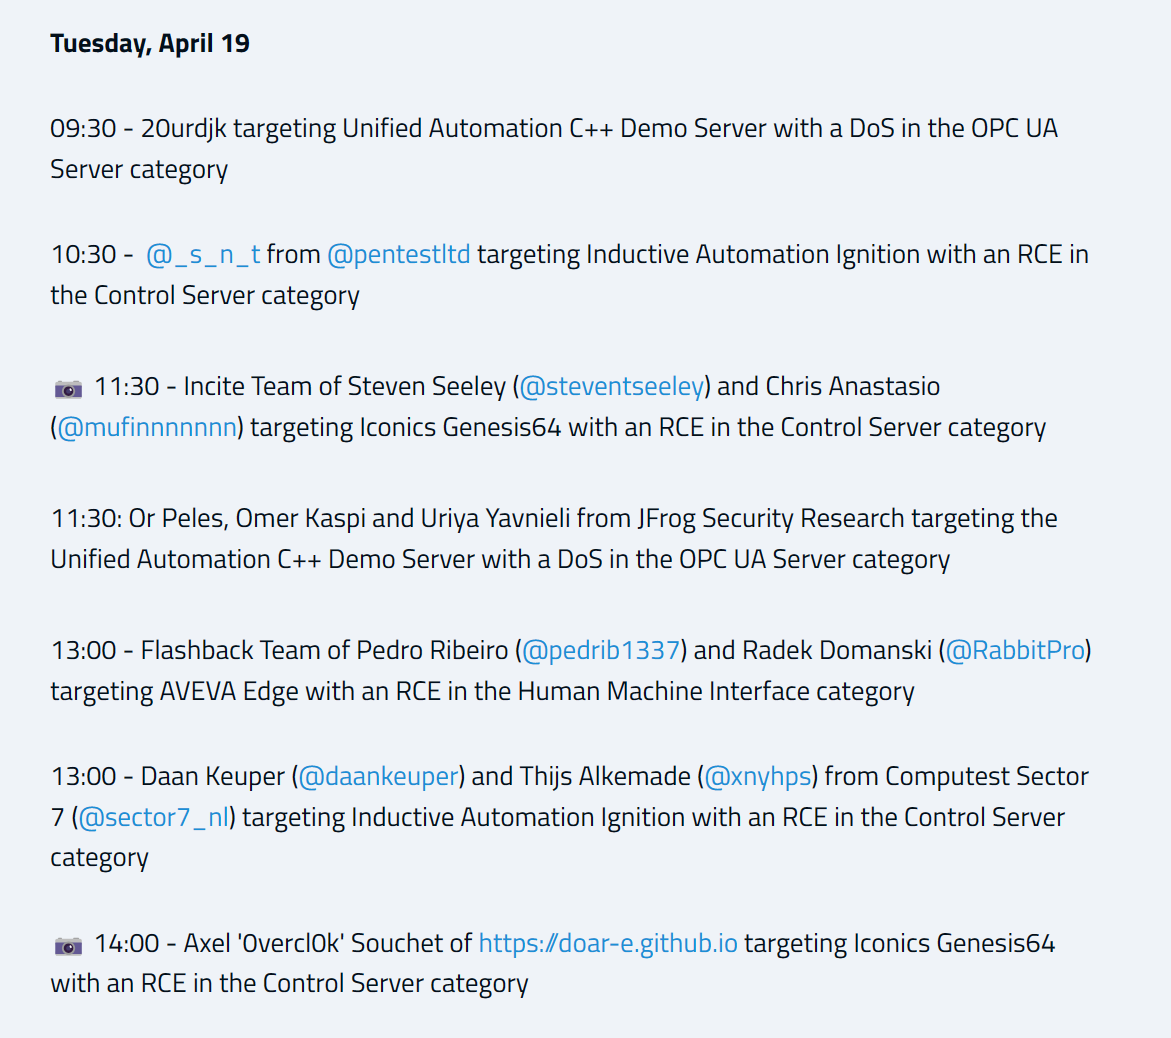 Tuesday, April 19
09:30 - 20urdjk targeting Unified Automation C++ Demo Server with a DoS in the OPC UA
Server category
10:30 - @_s_n_t from @pentestltd targeting Inductive Automation Ignition with an RCE in
the Control Server category
📷 11:30 - Incite Team of Steven Seeley (@steventseeley) and Chris Anastasio
(@mufinnnnnnn) targeting Iconics Genesis64 with an RCE in the Control Server category
11:30: Or Peles, Omer Kaspi and Uriya Yavnieli from JFrog Security Research targeting the
Unified Automation C++ Demo Server with a DoS in the OPC UA Server category
13:00 - Flashback Team of Pedro Ribeiro (@pedrib1337) and Radek Domanski (@RabbitPro)
targeting AVEVA Edge with an RCE in the Human Machine Interface category
13:00 - Daan Keuper (@daankeuper) and Thijs Alkemade (@xnyhps) from Computest Sector
7 (@sector7_nl) targeting Inductive Automation Ignition with an RCE in the Control Server
category
📷 14:00 - Axel '0vercl0k' Souchet of https://doar-e.github.io targeting Iconics Genesis64
with an RCE in the Control Server category